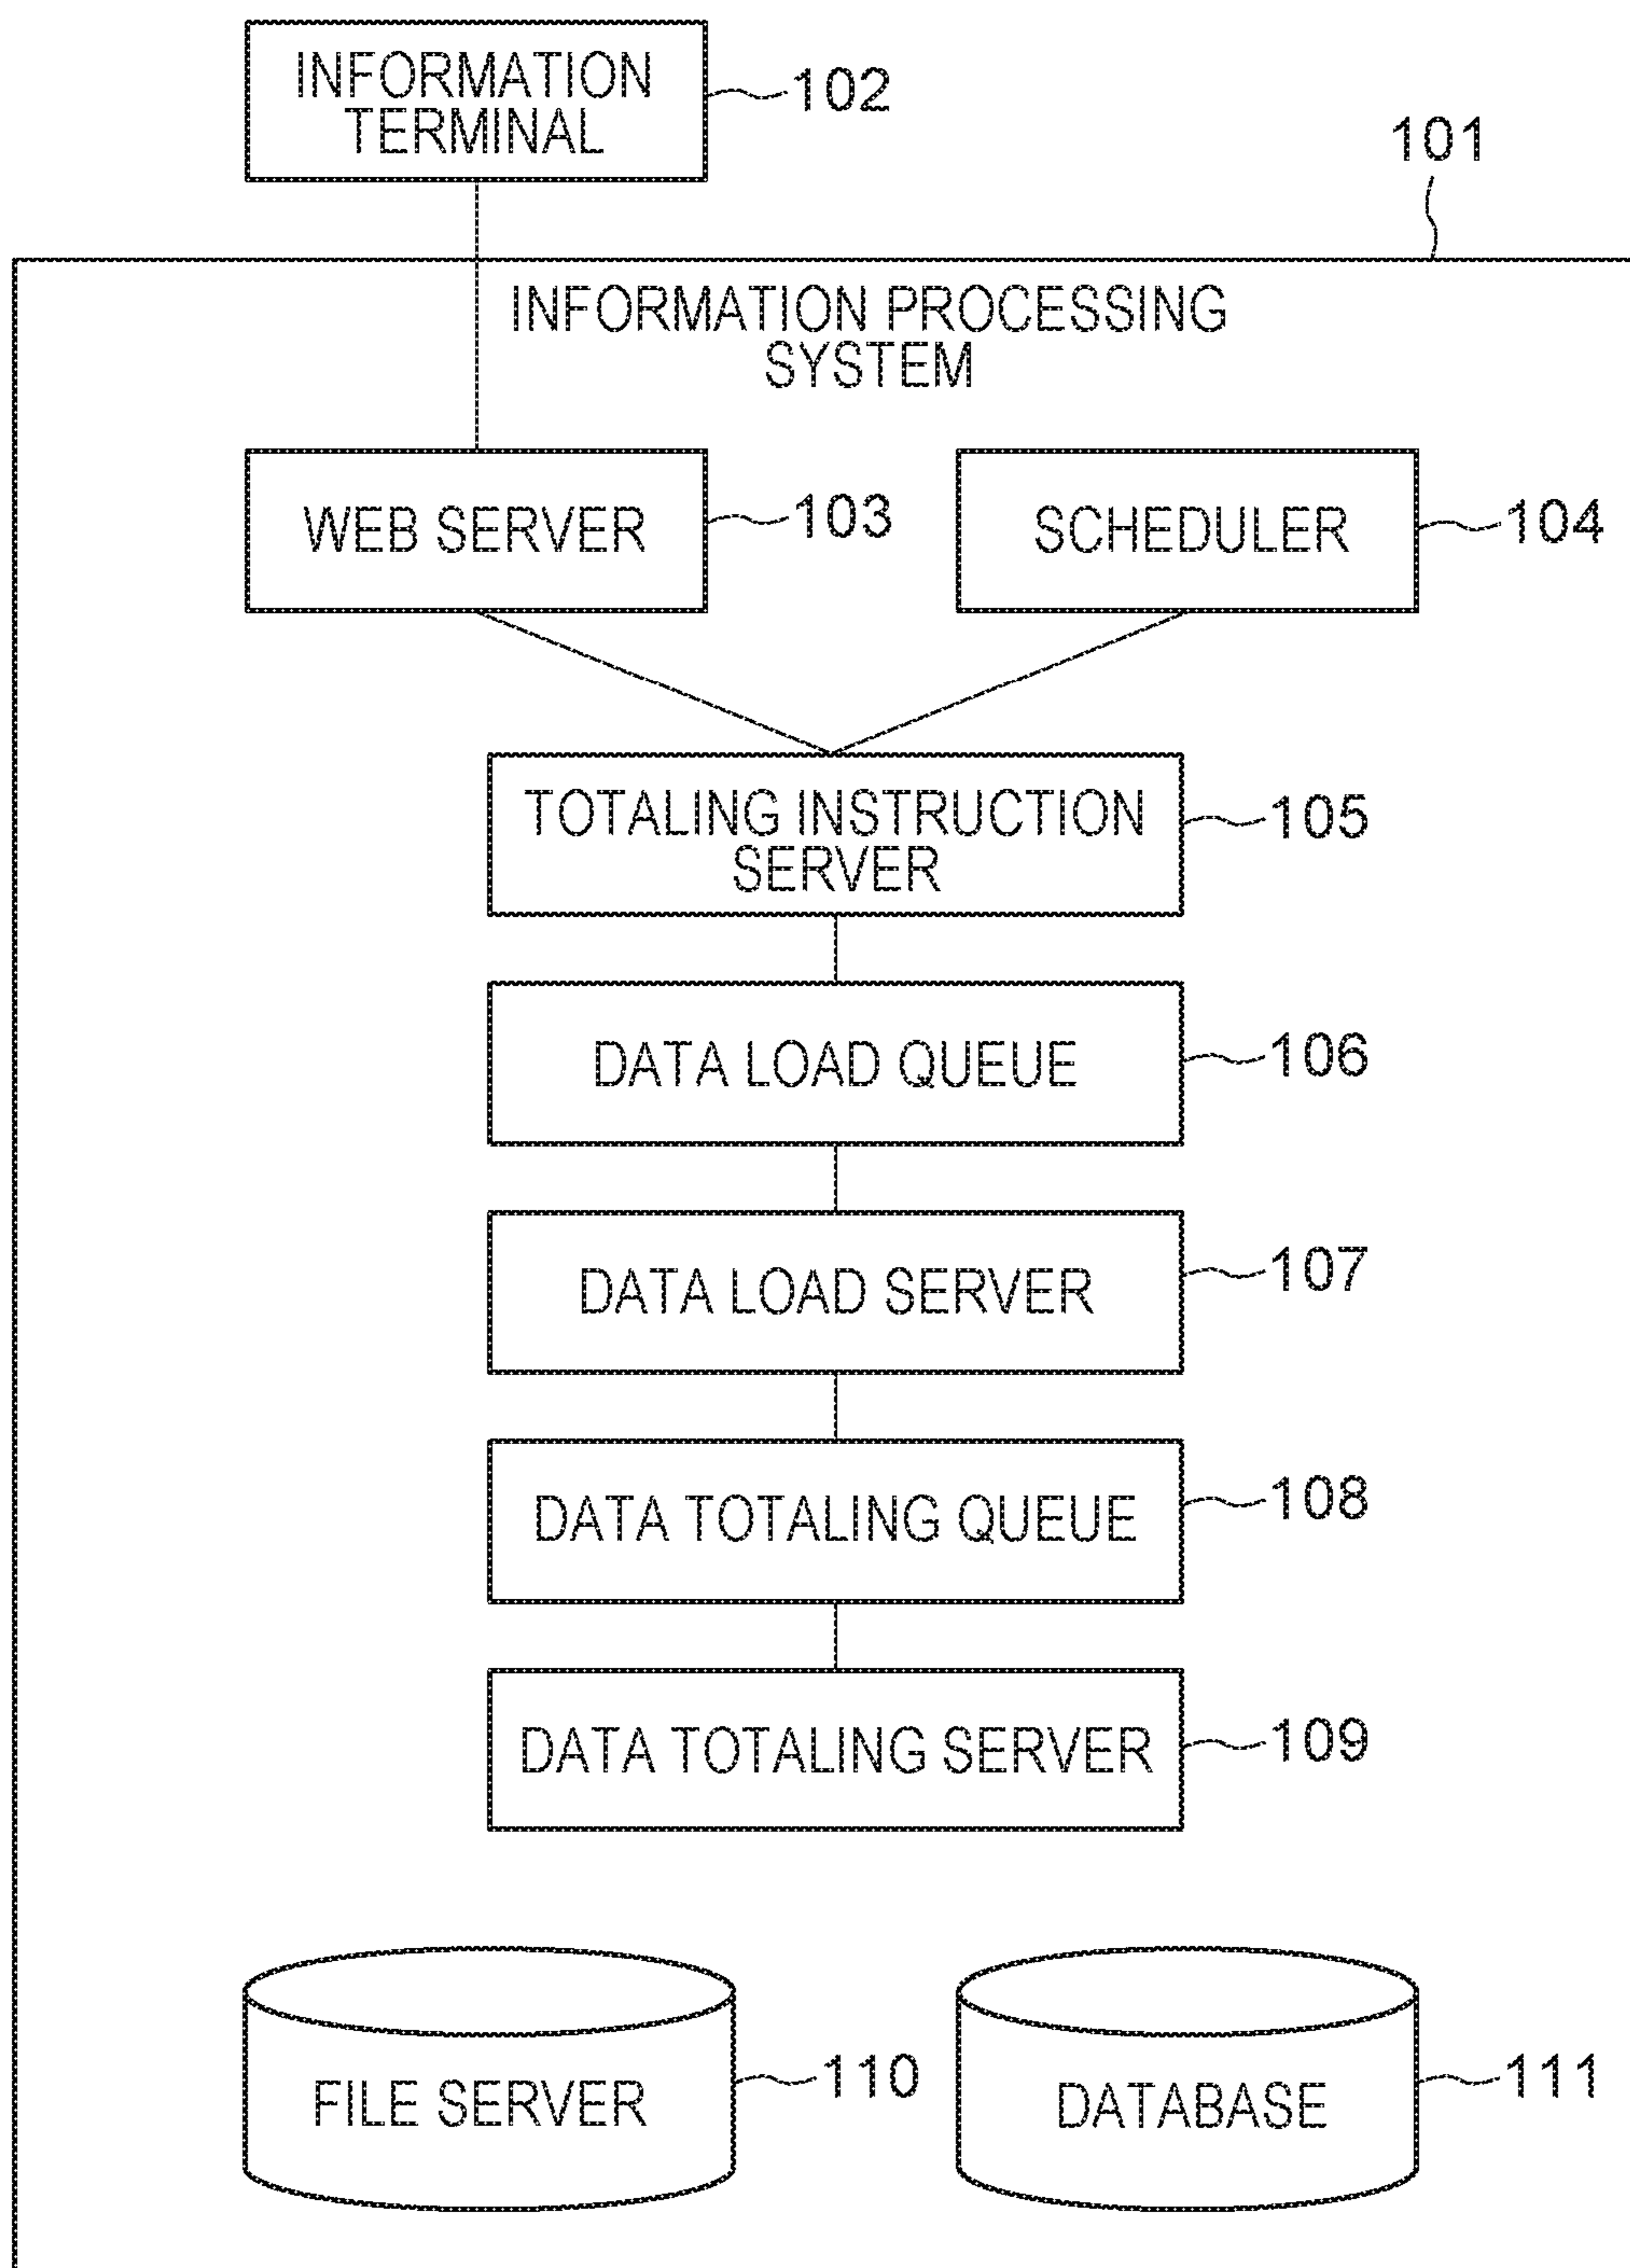 INFORMATION
TERMINAL
102
101
INFORMATION PROCESSING
SYSTEM
WEB SERVER
103
SCHEDULER
104
TOTALING INSTRUCTION
SERVER
105
DATA LOAD QUEUE
106
DATA LOAD SERVER
107
DATA TOTALING QUEUE
108
DATA TOTALING SERVER
109
FILE SERVER
110
DATABASE
111